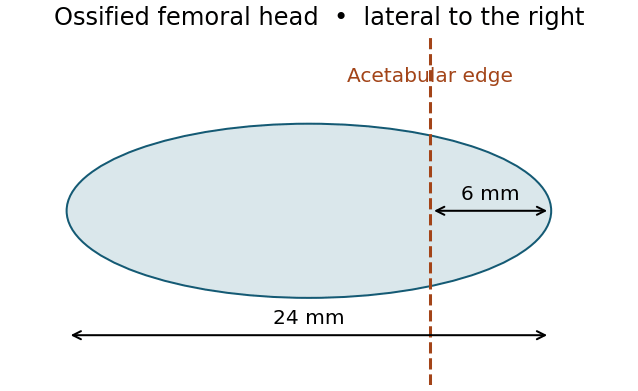 Ossified femoral head • lateral to the right
Acetabular edge
6 mm
24 mm